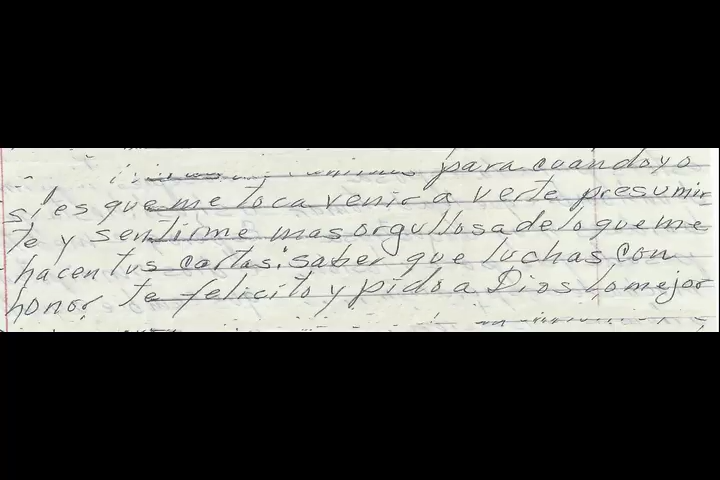 para cuando yo
si es que me toca venir a verte presumir
te y sentirme mas orgullosa de lo que me
hacen tus cartas: saber que luchas con
honor te felicito y pido a Dios lo mejor